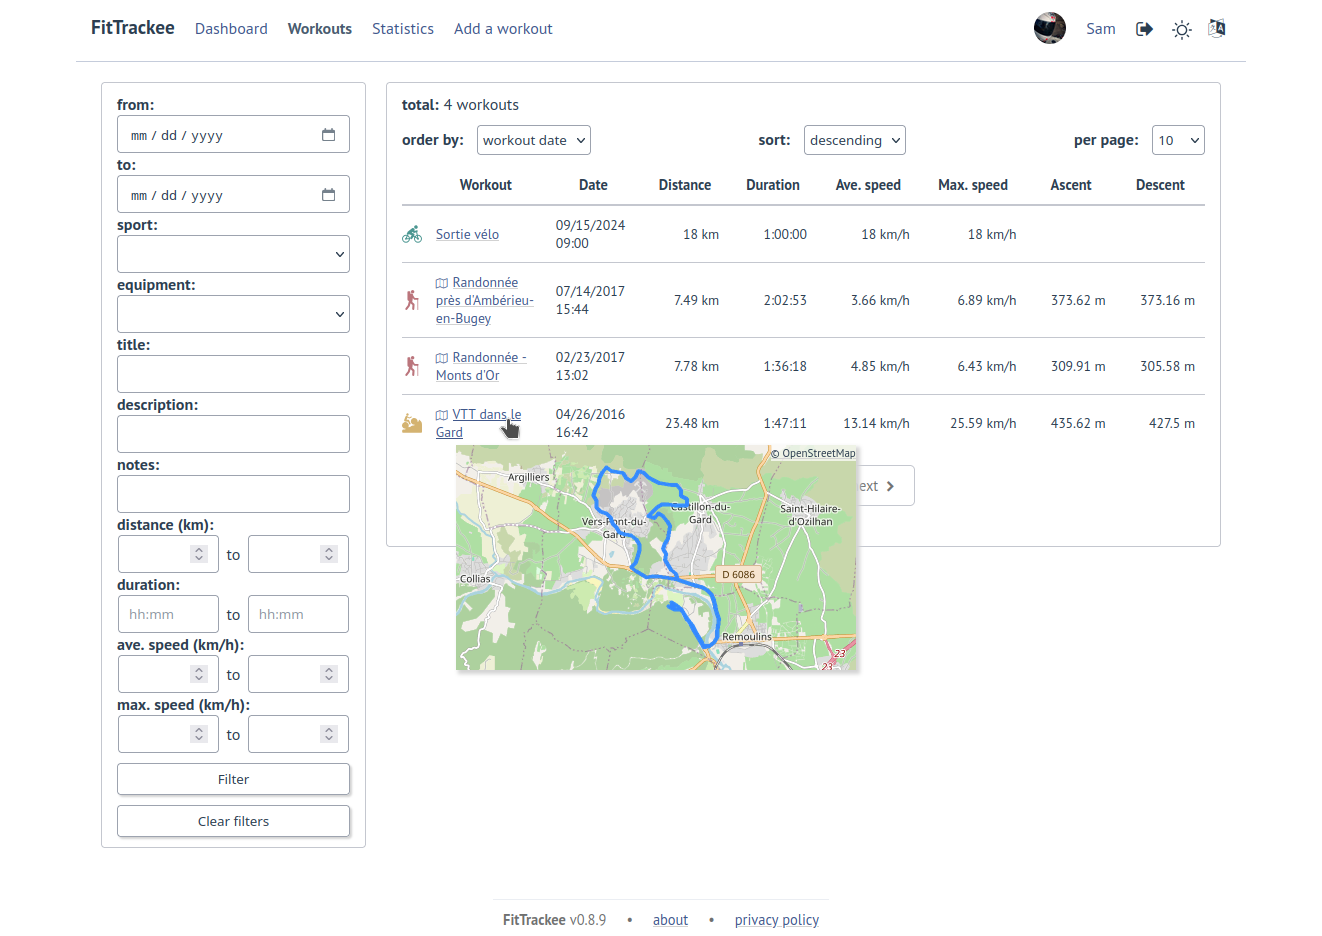 FitTrackee Dashboard Workouts Statistics Add a workout Sam
from:
mm / dd / yyyy
to:
mm / dd / yyyy
sport:
equipment:
title:
description:
notes:
distance (km):
to
duration:
hh:mm to hh:mm
ave. speed (km/h):
to
max. speed (km/h):
to
Filter
Clear filters
total: 4 workouts
order by: workout date sort: descending per page: 10
Workout Date Distance Duration Ave. speed Max. speed Ascent Descent
Sortie vélo 09/15/2024 18 km 1:00:00 18 km/h 18 km/h
09:00
Randonnée
près d'Ambérieu- 07/14/2017 7.49 km 2:02:53 3.66 km/h 6.89 km/h 373.62 m 373.16 m
en-Bugey 15:44
Randonnée - 02/23/2017 7.78 km 1:36:18 4.85 km/h 6.43 km/h 309.91 m 305.58 m
Monts d'Or 13:02
VTT dans le 04/26/2016 23.48 km 1:47:11 13.14 km/h 25.59 km/h 435.62 m 427.5 m
Gard 16:42
© OpenStreetMap
ext
Argilliers
Castillon-du-
Gard
Saint-Hilaire-
d'Ozilhan
Vers-Pont-du-
Gard
Collias
D 6086
Remoulins
23
23
FitTrackee v0.8.9 • about • privacy policy